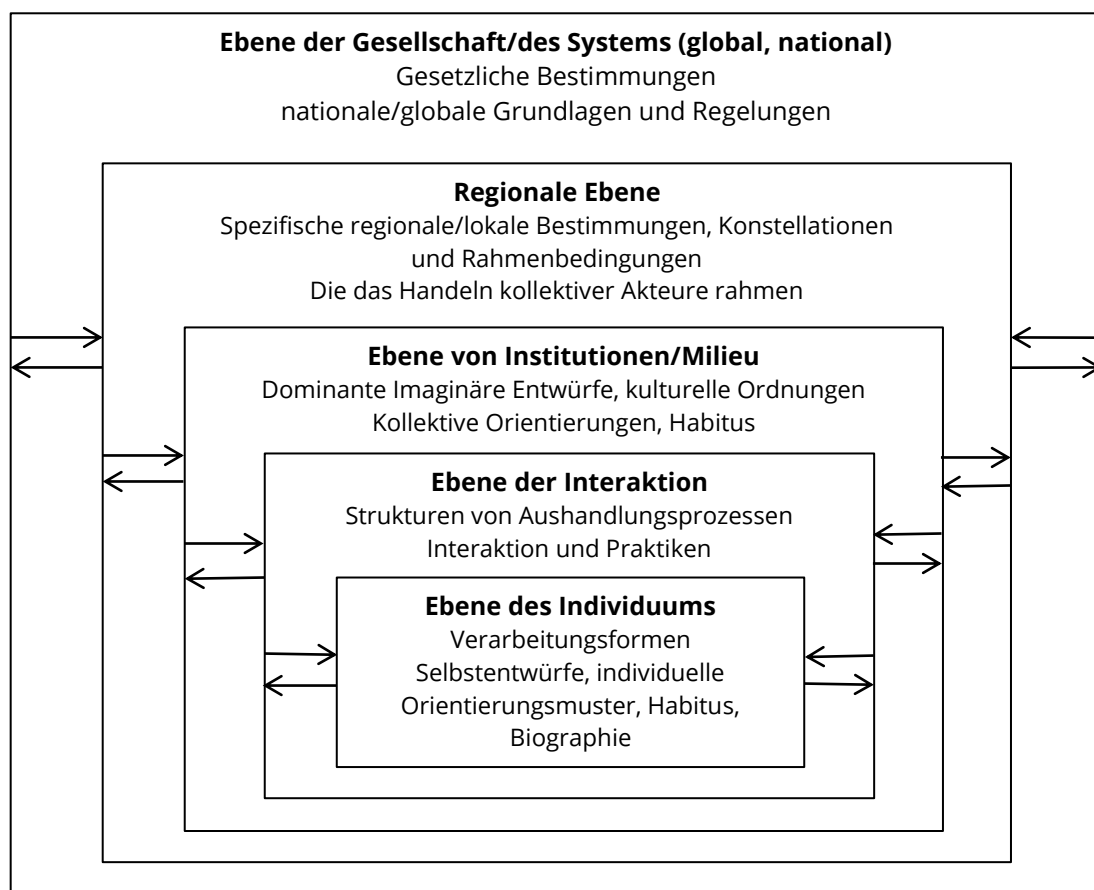 Ebene der Gesellschaft/des Systems (global, national)
Gesetzliche Bestimmungen
nationale/globale Grundlagen und Regelungen
Regionale Ebene
Spezifische regionale/lokale Bestimmungen, Konstellationen
und Rahmenbedingungen
Die das Handeln kollektiver Akteure rahmen
Ebene von Institutionen/Milieu
Dominante Imaginäre Entwürfe, kulturelle Ordnungen
Kollektive Orientierungen, Habitus
Ebene der Interaktion
Strukturen von Aushandlungsprozessen
Interaktion und Praktiken
Ebene des Individuums
Verarbeitungsformen
Selbstentwürfe, individuelle
Orientierungsmuster, Habitus,
Biographie